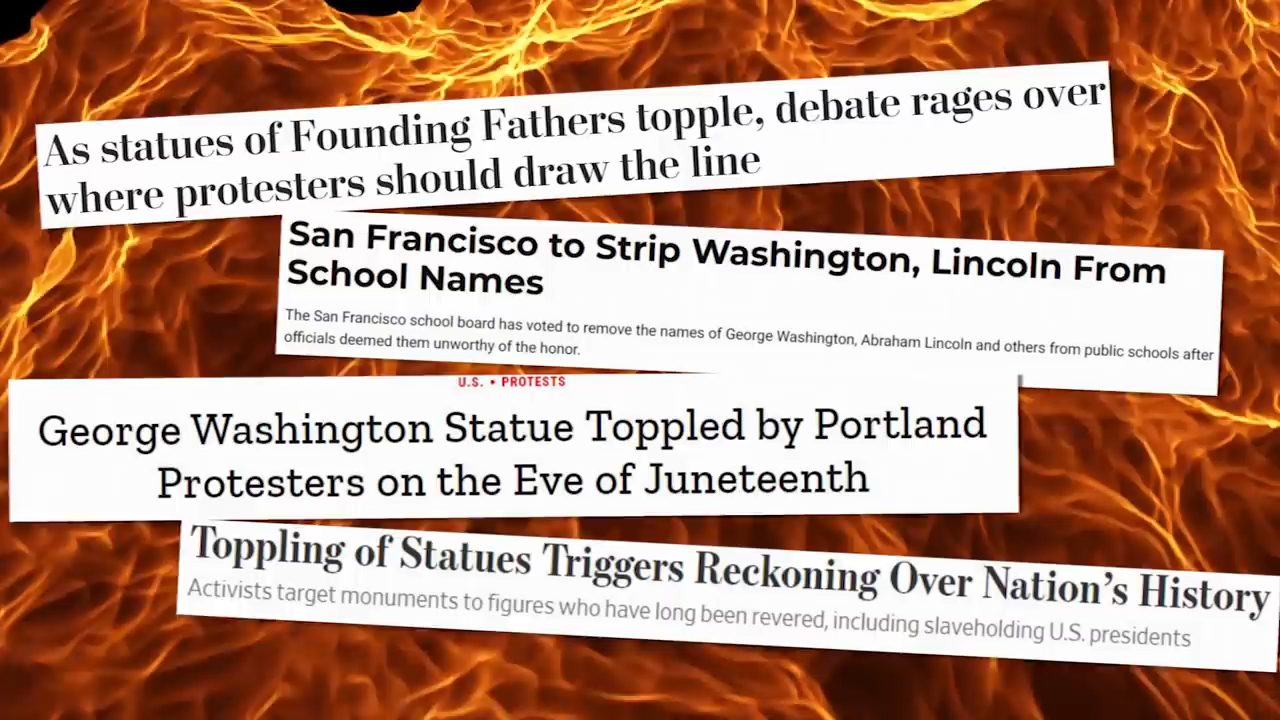 As statues of Founding Fathers topple, debate rages over
where protesters should draw the line
San Francisco to Strip Washington, Lincoln From
School Names
The San Francisco school board has voted to remove the names of George Washington, Abraham Lincoln and others from public schools after
officials deemed them unworthy of the honor.
U.S. • PROTESTS
George Washington Statue Toppled by Portland
Protesters on the Eve of Juneteenth
Toppling of Statues Triggers Reckoning Over Nation's History
Activists target monuments to figures who have long been revered, including slaveholding U.S. presidents